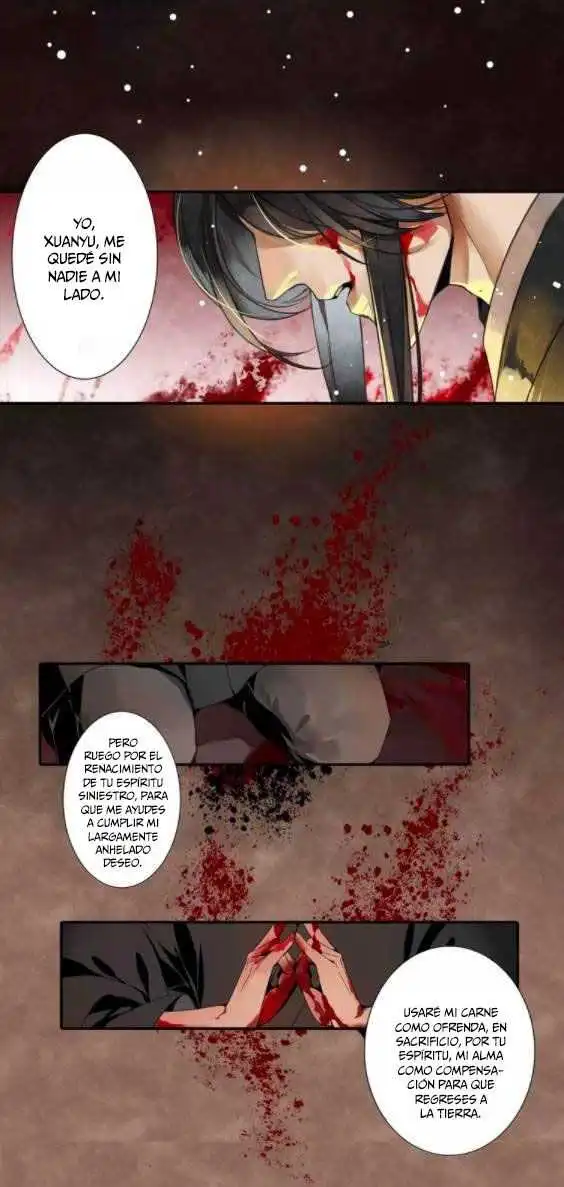 YO,
XUANYU, ME
QUEDÉ SIN
NADIE A MI
LADO.
PERO
RUEGO POR EL
RENACIMIENTO
DE TU ESPÍRITU
SINIESTRO, PARA
QUE ME AYUDES
A CUMPLIR MI
LARGAMENTE
ANHELADO
DESEO.
USARÉ MI CARNE
COMO OFRENDA, EN
SACRIFICIO, POR TU
ESPÍRITU, MI ALMA
COMO COMPENSA-
CIÓN PARA QUE
REGRESES A
LA TIERRA.